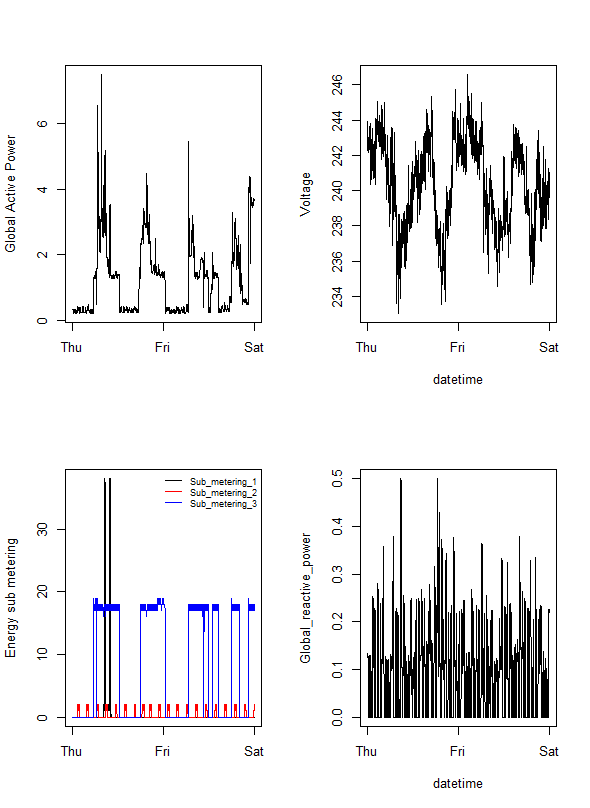 Global Active Power
0
2
4
6
Thu
Fri
Sat
Voltage
234
236
238
240
242
244
246
Thu
Fri
Sat
datetime
Energy sub metering
0
10
20
30
Sub_metering_1
Sub_metering_2
Sub_metering_3
Thu
Fri
Sat
Global_reactive_power
0.0
0.1
0.2
0.3
0.4
0.5
Thu
Fri
Sat
datetime